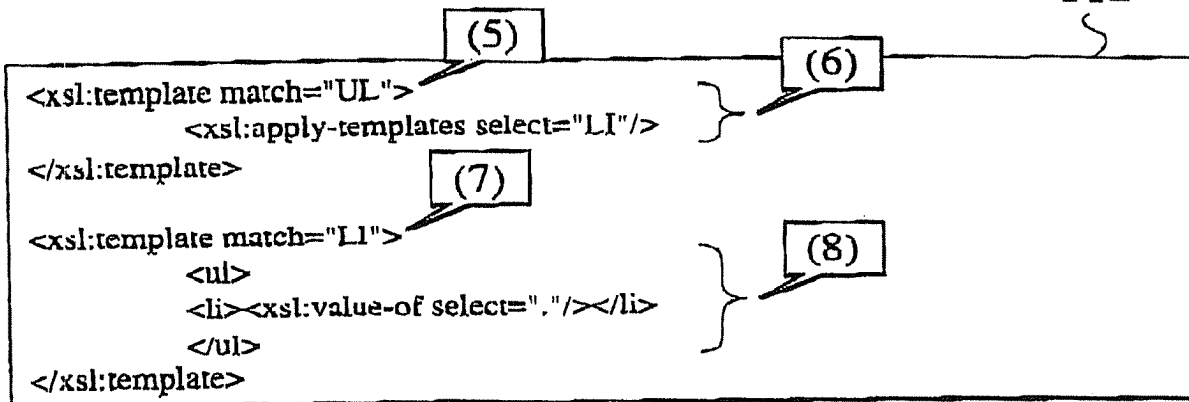 (5)
(6)
<xsl:template match="UL">
<xsl:apply-templates select="LI"/>
</xsl:template>
(7)
<xsl:template match="LI">
(8)
<ul>
<li><xsl:value-of select="."/></li>
</ul>
</xsl:template>